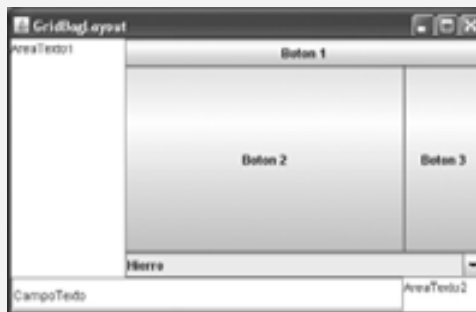 GridBagLayout
AreaTexto1
Boton 1
Boton 2
Boton 3
Hierro
CampoTexto
AreaTexto2